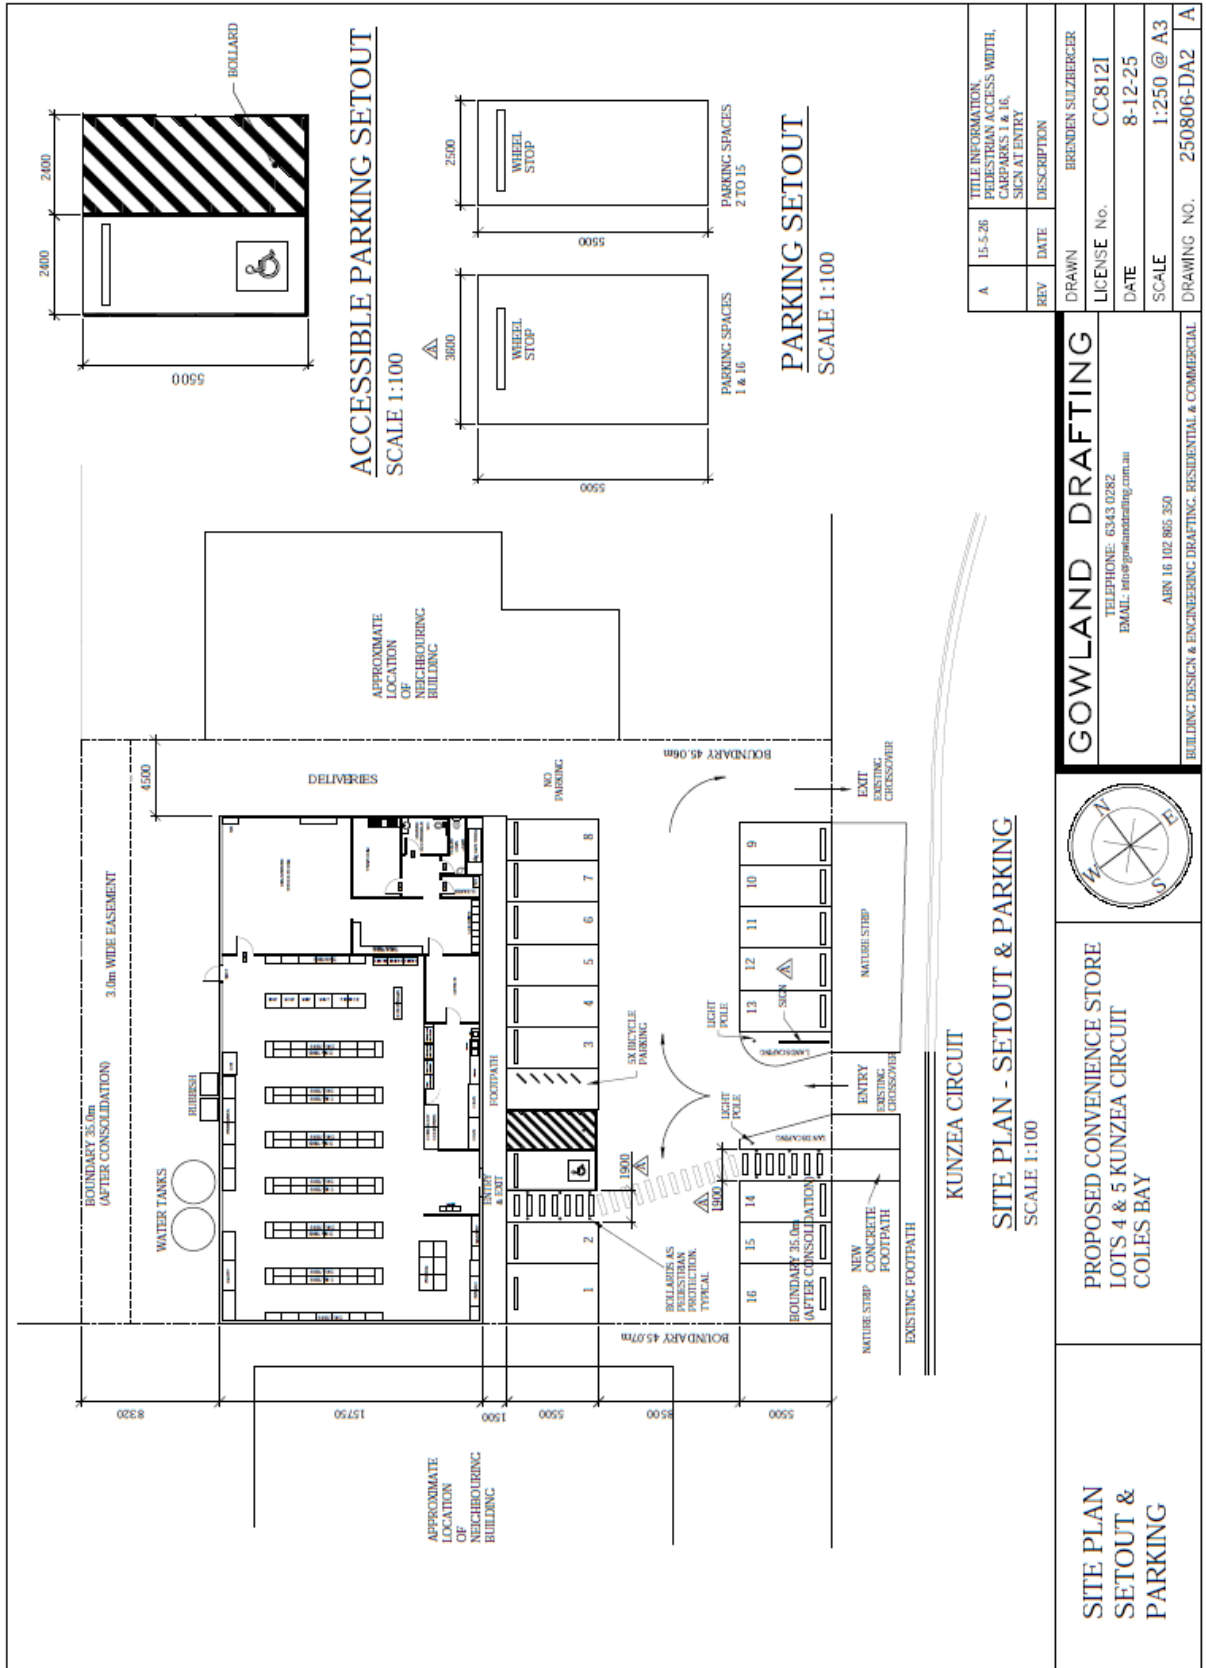 2400
2400
5500
BOLLARD
ACCESSIBLE PARKING SETOUT
SCALE 1:100
3600
A
5500
WHEEL
STOP
PARKING SPACES
1 & 16
2500
5500
WHEEL
STOP
PARKING SPACES
2 TO 15
PARKING SETOUT
SCALE 1:100
BOUNDARY 35.0m
(AFTER CONSOLIDATION)
3.0m WIDE EASEMENT
4500
WATER TANKS
RUBBISH
DELIVERIES
APPROXIMATE
LOCATION
OF
NEIGHBOURING
BUILDING
APPROXIMATE
LOCATION
OF
NEIGHBOURING
BUILDING
8320
15750
1500
5500
8500
5500
ENTRY
& EXIT
FOOTPATH
NO
PARKING
1
2
3
4
5
6
7
8
5X BICYCLE
PARKING
1900
A
BOLLARDS AS
PEDESTRIAN
PROTECTION.
TYPICAL
BOUNDARY 45.07m
BOUNDARY 45.06m
A
1900
LIGHT
POLE
LIGHT
POLE
16
15
14
13
12
11
10
9
SIGN
A
LANDSCAPING
LANDSCAPING
BOUNDARY 35.0m
(AFTER CONSOLIDATION)
ENTRY
EXISTING
CROSSOVER
EXIT
EXISTING
CROSSOVER
NATURE STRIP
NEW
CONCRETE
FOOTPATH
NATURE STRIP
EXISTING FOOTPATH
KUNZEA CIRCUIT
SITE PLAN - SETOUT & PARKING
SCALE 1:100
SITE PLAN
SETOUT &
PARKING
PROPOSED CONVENIENCE STORE
LOTS 4 & 5 KUNZEA CIRCUIT
COLES BAY
N
E
S
W
GOWLAND DRAFTING
TELEPHONE: 6343 0282
EMAIL: info@gowlanddrafting.com.au
ABN 16 102 865 350
BUILDING DESIGN & ENGINEERING DRAFTING. RESIDENTIAL & COMMERCIAL
A 15-5-26 TITLE INFORMATION,
PEDESTRIAN ACCESS WIDTH,
CARPARKS 1 & 16,
SIGN AT ENTRY
REV DATE DESCRIPTION
DRAWN BRENDEN SULZBERGER
LICENSE No. CC812I
DATE 8-12-25
SCALE 1:250 @ A3
DRAWING NO. 250806-DA2 A